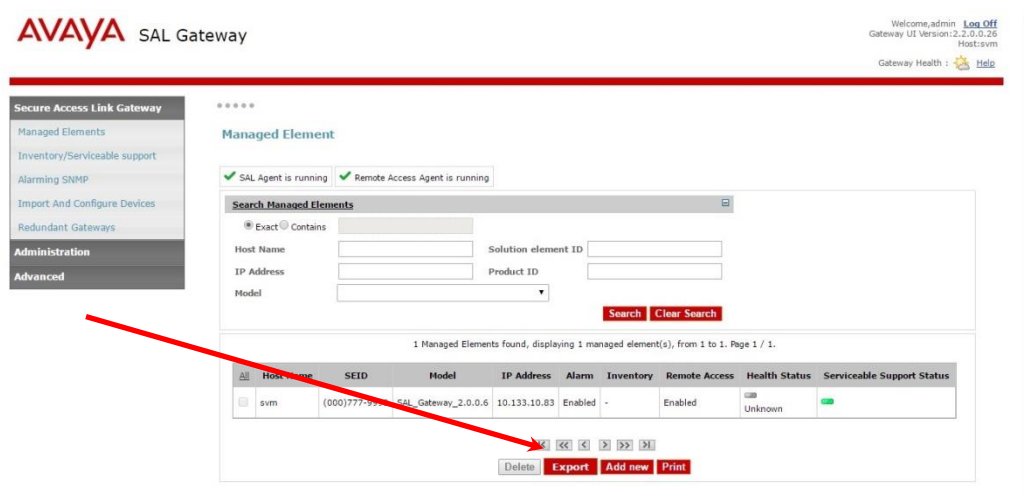 AVAYA SAL Gateway
Welcome,admin Log Off
Gateway UI Version:2.2.0.0.26
Host:svm
Gateway Health : Help
Secure Access Link Gateway
Managed Elements
Inventory/Serviceable support
Alarming SNMP
Import And Configure Devices
Redundant Gateways
Administration
Advanced
Managed Element
SAL Agent is running Remote Access Agent is running
Search Managed Elements
Exact Contains
Host Name Solution element ID
IP Address Product ID
Model
Search Clear Search
1 Managed Elements found, displaying 1 managed element(s), from 1 to 1. Page 1 / 1.
All Host Name SEID Model IP Address Alarm Inventory Remote Access Health Status Serviceable Support Status
svm SAL_Gateway_2.0.0.6 10.133.10.83 Enabled - Enabled Unknown
Delete Export Add new Print